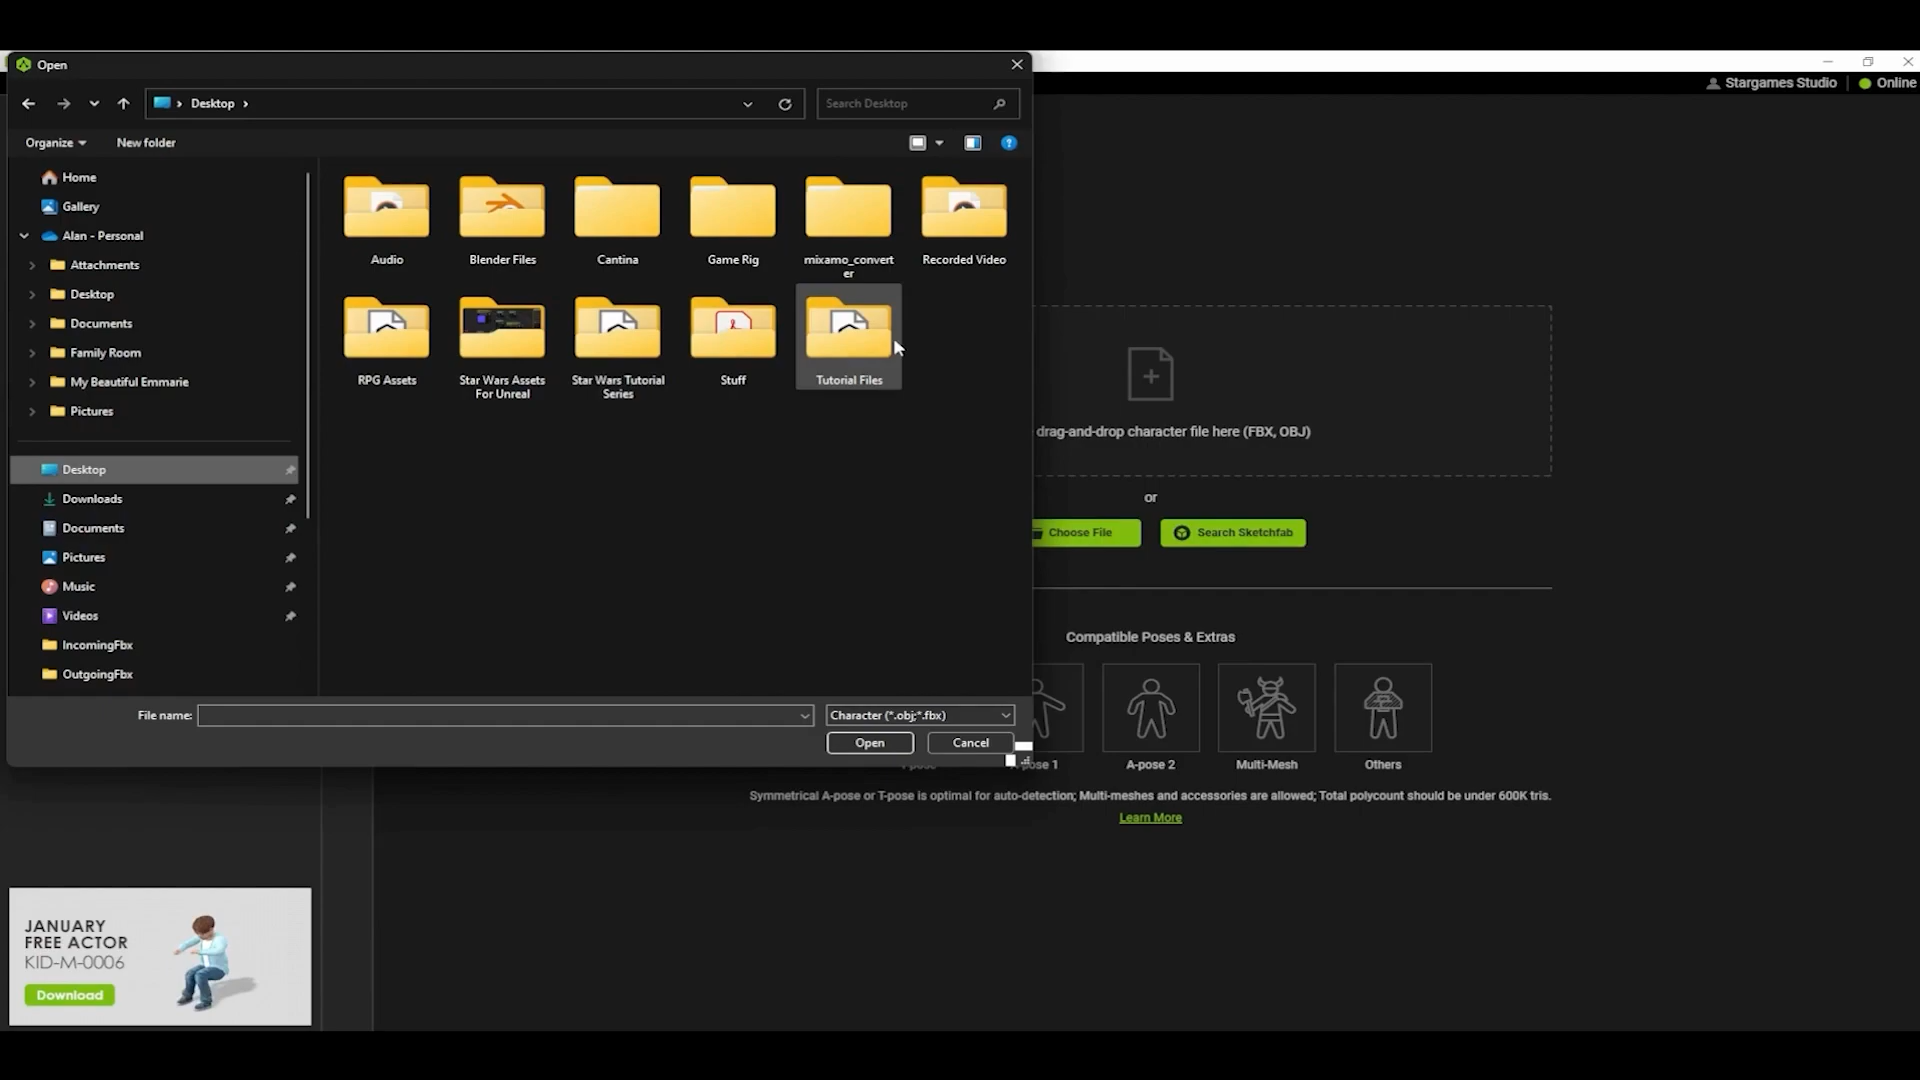 Open
Stargames Studio
Online
Desktop
Search Desktop
Organize
New folder
Home
Gallery
Alan - Personal
Attachments
Desktop
Documents
Family Room
My Beautiful Emmarie
Pictures
Desktop
Downloads
Documents
Pictures
Music
Videos
IncomingFbx
OutgoingFbx
Audio
Blender Files
Cantina
Game Rig
mixamo_convert
er
Recorded Video
RPG Assets
Star Wars Assets
For Unreal
Star Wars Tutorial
Series
Stuff
Tutorial Files
File name:
Character (*.obj;*.fbx)
Open
Cancel
drag-and-drop character file here (FBX, OBJ)
or
Choose File
Search Sketchfab
Compatible Poses & Extras
pose 1
A-pose 2
Multi-Mesh
Others
Symmetrical A-pose or T-pose is optimal for auto-detection; Multi-meshes and accessories are allowed; Total polycount should be under 600K tris.
Learn More
JANUARY
FREE ACTOR
KID-M-0006
Download